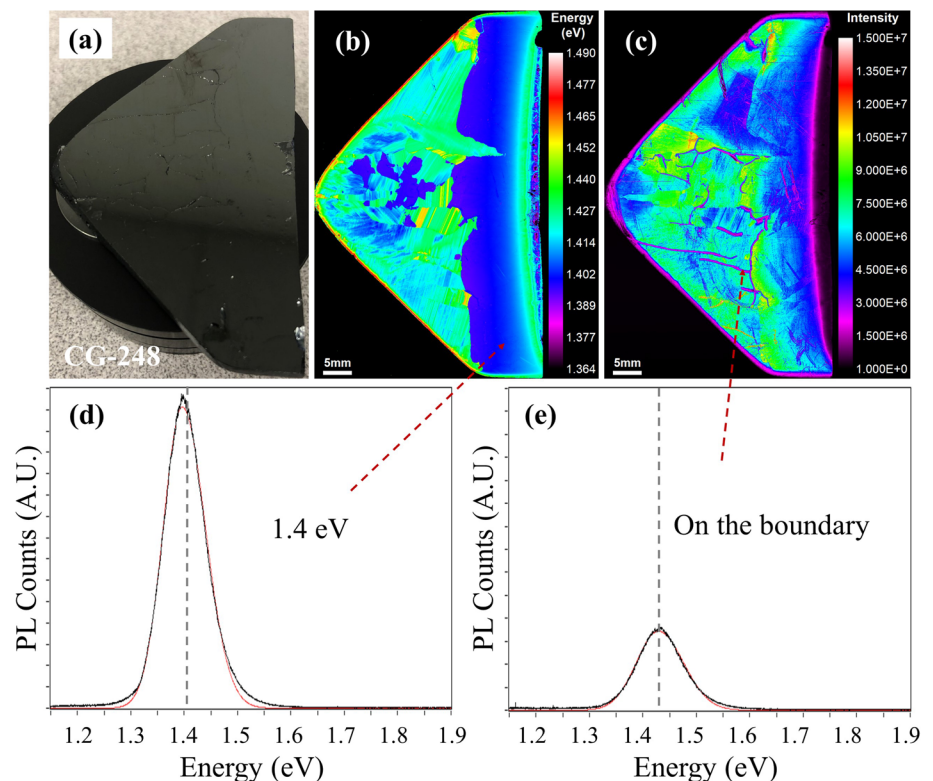 (a)
CG-248
(b)
Energy
(eV)
1.490
1.477
1.465
1.452
1.440
1.427
1.414
1.402
1.389
1.377
1.364
5mm
(c)
Intensity
1.500E+7
1.350E+7
1.200E+7
1.050E+7
9.000E+6
7.500E+6
6.000E+6
4.500E+6
3.000E+6
1.500E+6
1.000E+0
5mm
(d)
PL Counts (A.U.)
1.4 eV
1.2 1.3 1.4 1.5 1.6 1.7 1.8 1.9
Energy (eV)
(e)
PL Counts (A.U.)
On the boundary
1.2 1.3 1.4 1.5 1.6 1.7 1.8 1.9
Energy (eV)